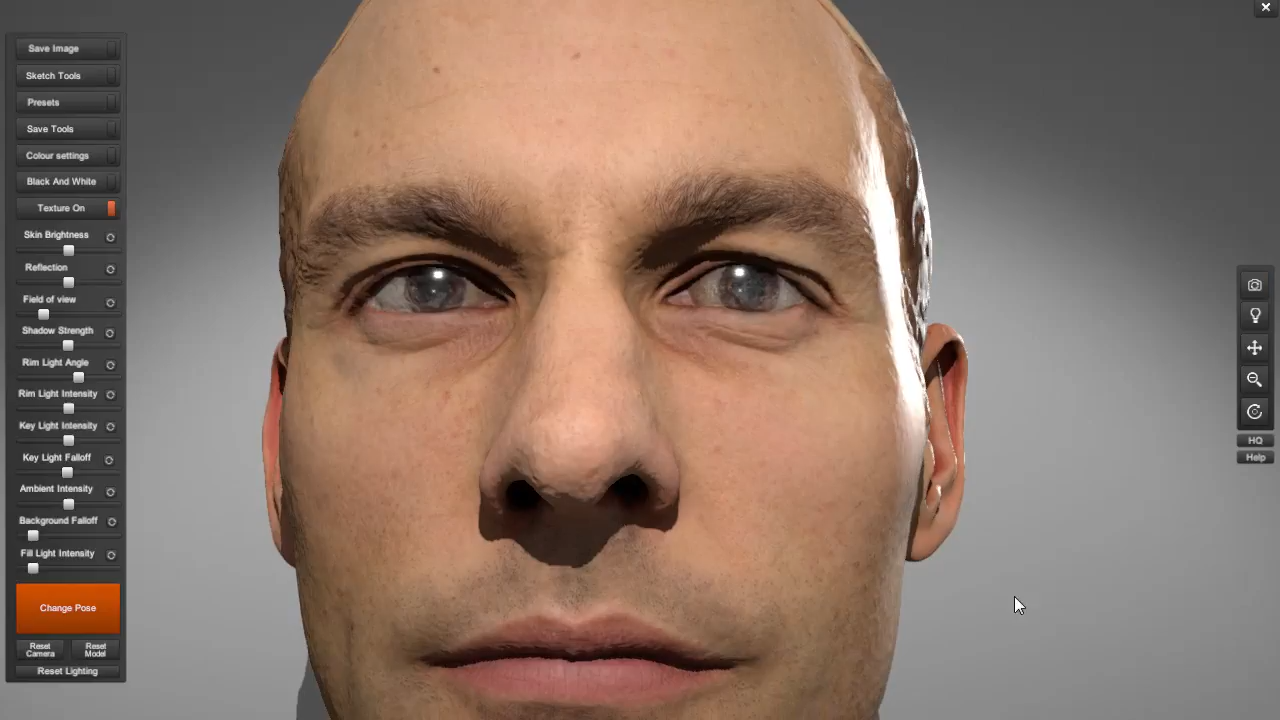 Save Image
Sketch Tools
Presets
Save Tools
Colour settings
Black And White
Texture On
Skin Brightness
Reflection
Field of view
Shadow Strength
Rim Light Angle
Rim Light Intensity
Key Light Intensity
Key Light Falloff
Ambient Intensity
Background Falloff
Fill Light Intensity
Change Pose
Reset Camera
Reset Model
Reset Lighting
HQ
Help